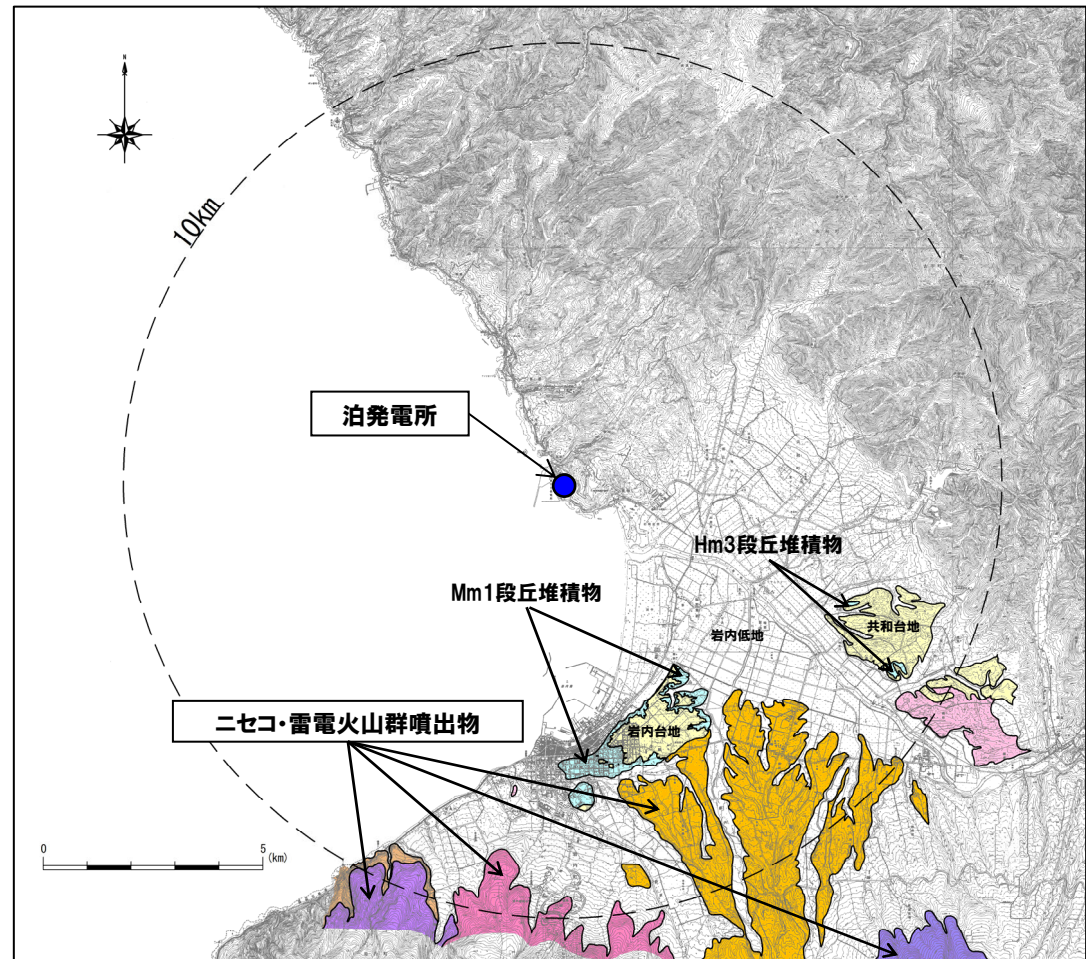 N
10km
泊発電所
Hm3段丘堆積物
Mm1段丘堆積物
共和台地
岩内低地
岩内台地
ニセコ・雷電火山群噴出物
0
5
(km)